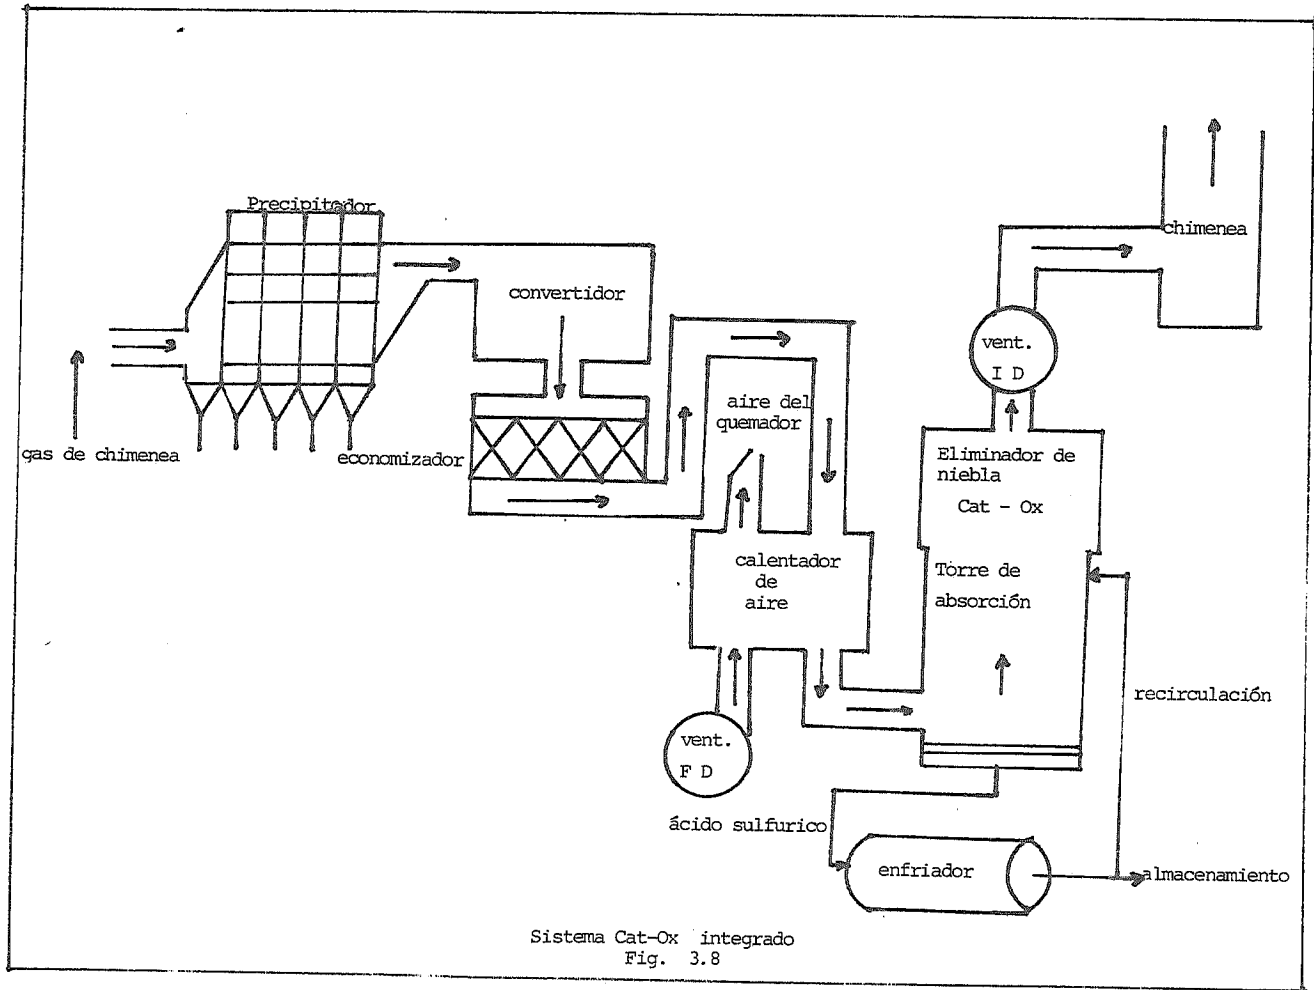 Precipitador
chimenea
convertidor
vent.
I D
aire del
quemador
gas de chimenea
economizador
Eliminador de
niebla
Cat - Ox
calentador
de
aire
Torre de
absorción
recirculación
vent.
F D
ácido sulfurico
enfriador
almacenamiento
Sistema Cat-Ox integrado
Fig. 3.8